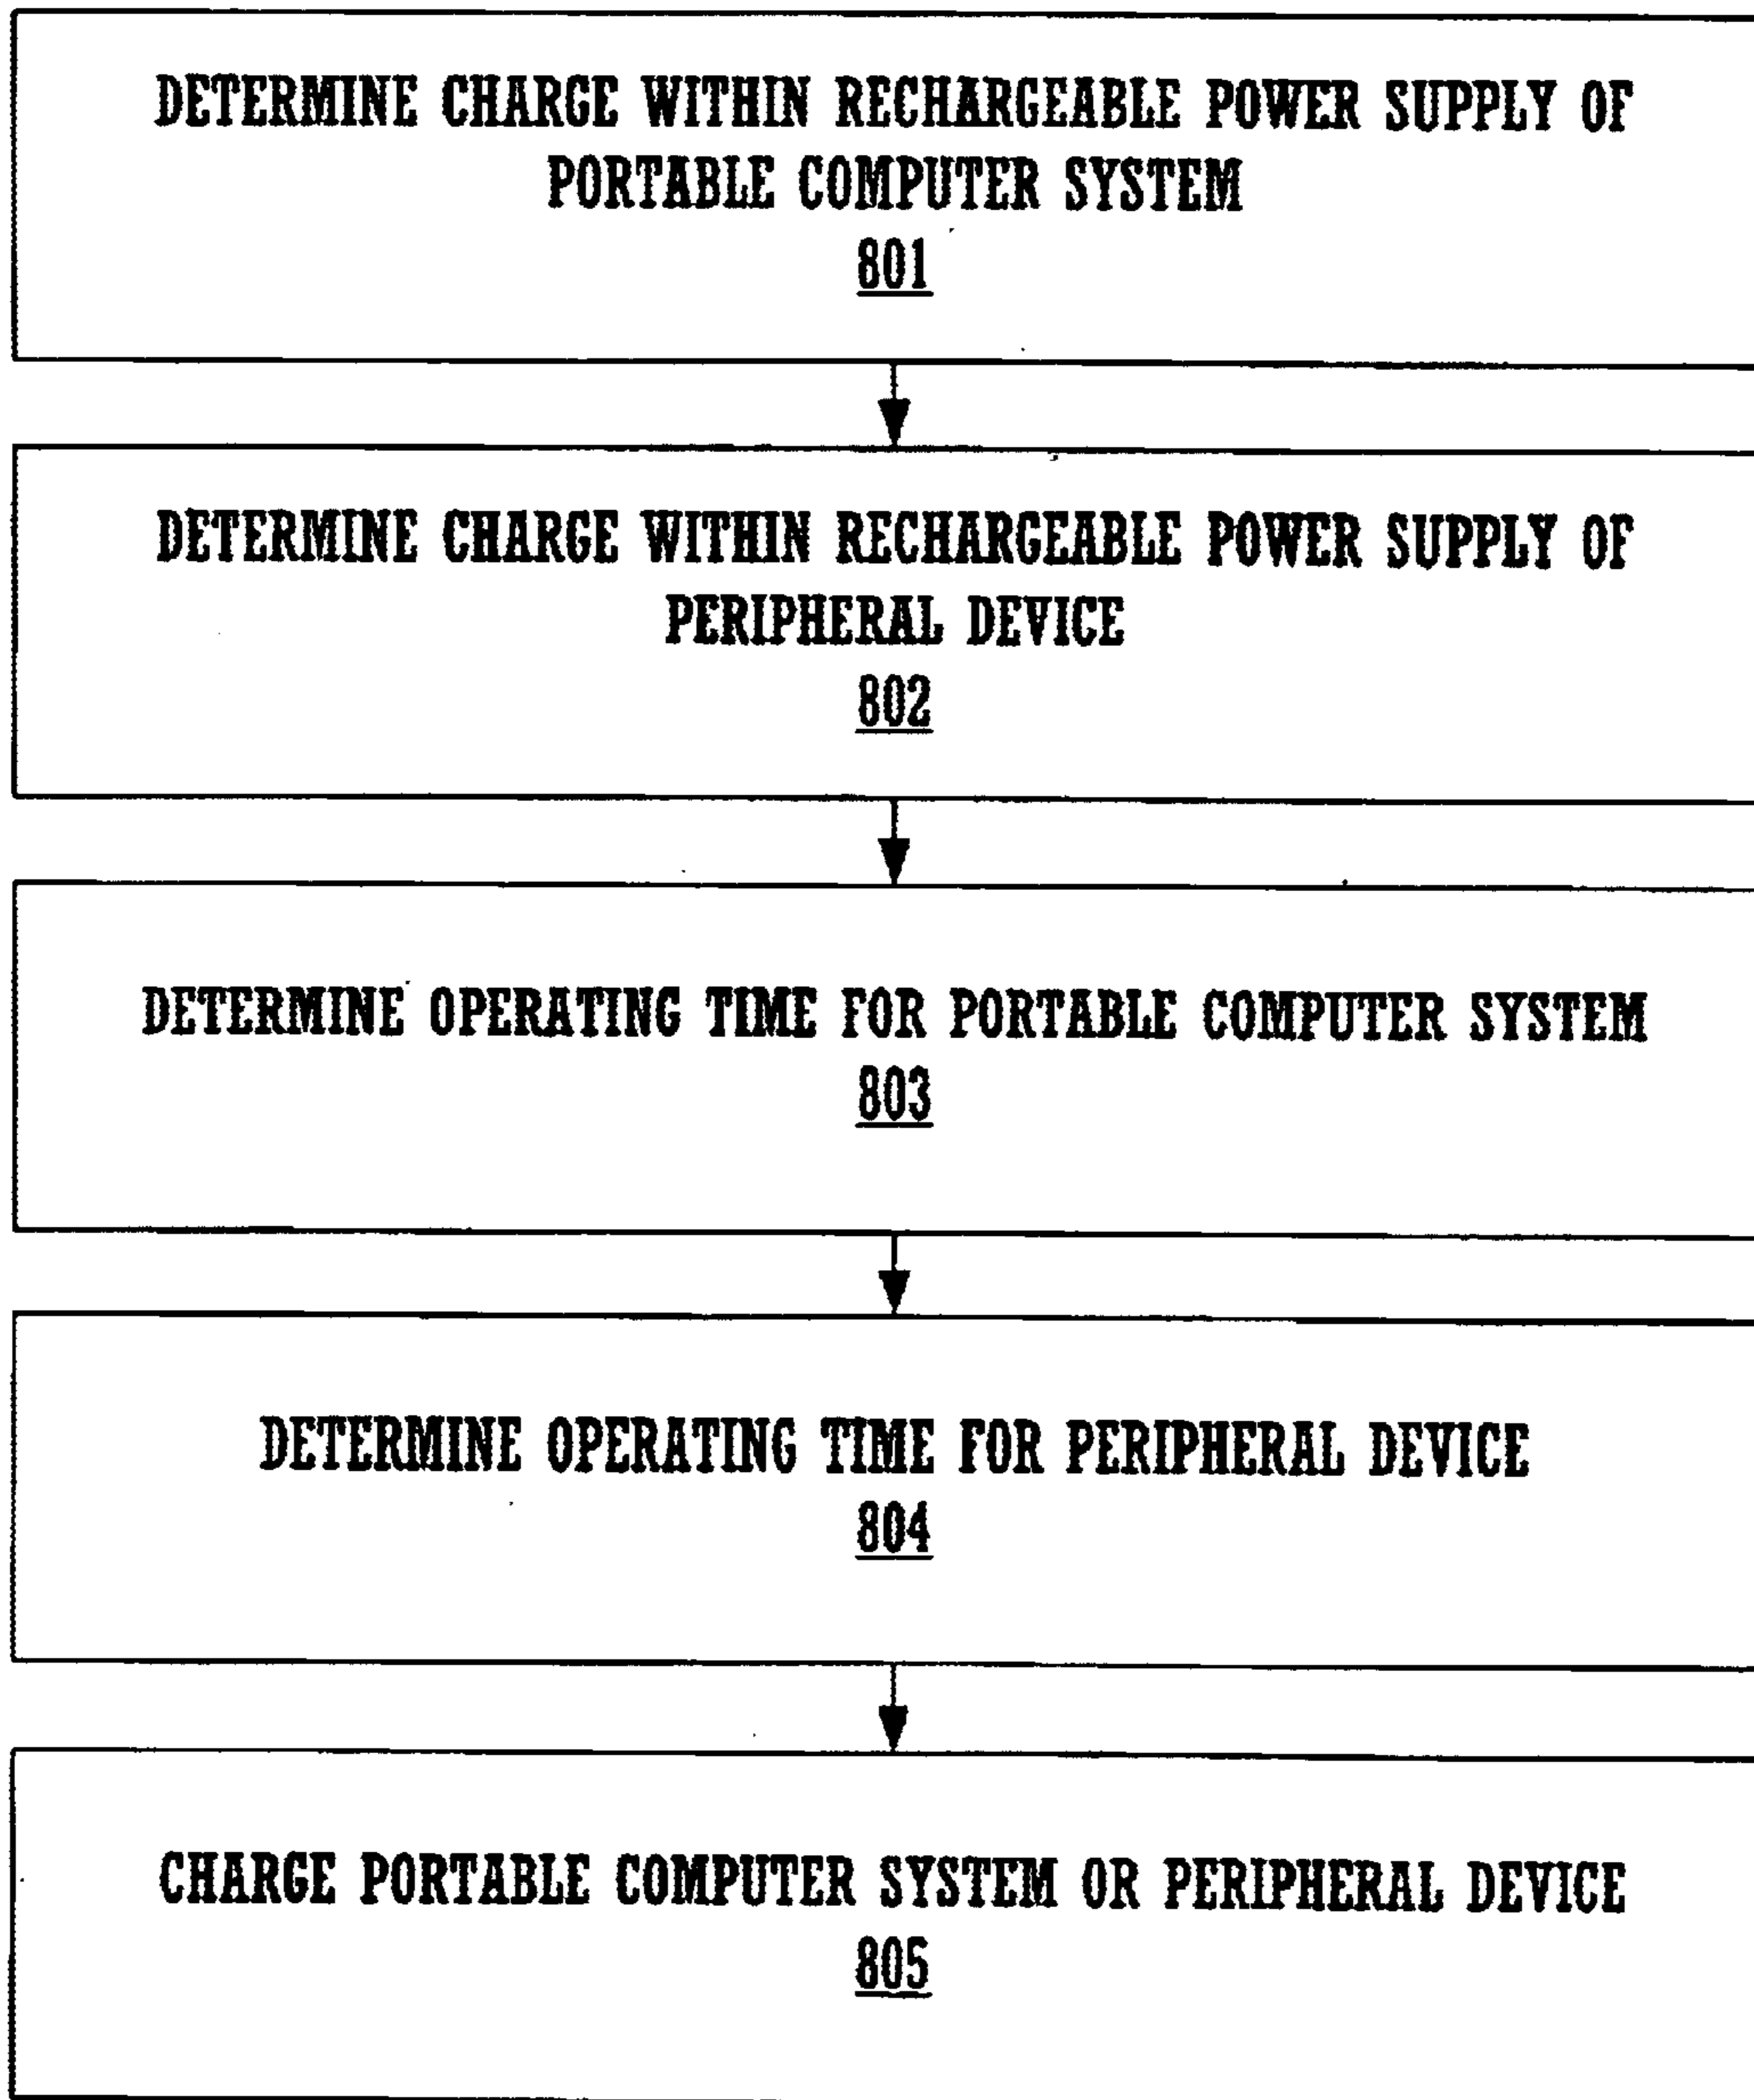 DETERMINE CHARGE WITHIN RECHARGEABLE POWER SUPPLY OF
PORTABLE COMPUTER SYSTEM
801
DETERMINE CHARGE WITHIN RECHARGEABLE POWER SUPPLY OF
PERIPHERAL DEVICE
802
DETERMINE OPERATING TIME FOR PORTABLE COMPUTER SYSTEM
803
DETERMINE OPERATING TIME FOR PERIPHERAL DEVICE
804
CHARGE PORTABLE COMPUTER SYSTEM OR PERIPHERAL DEVICE
805